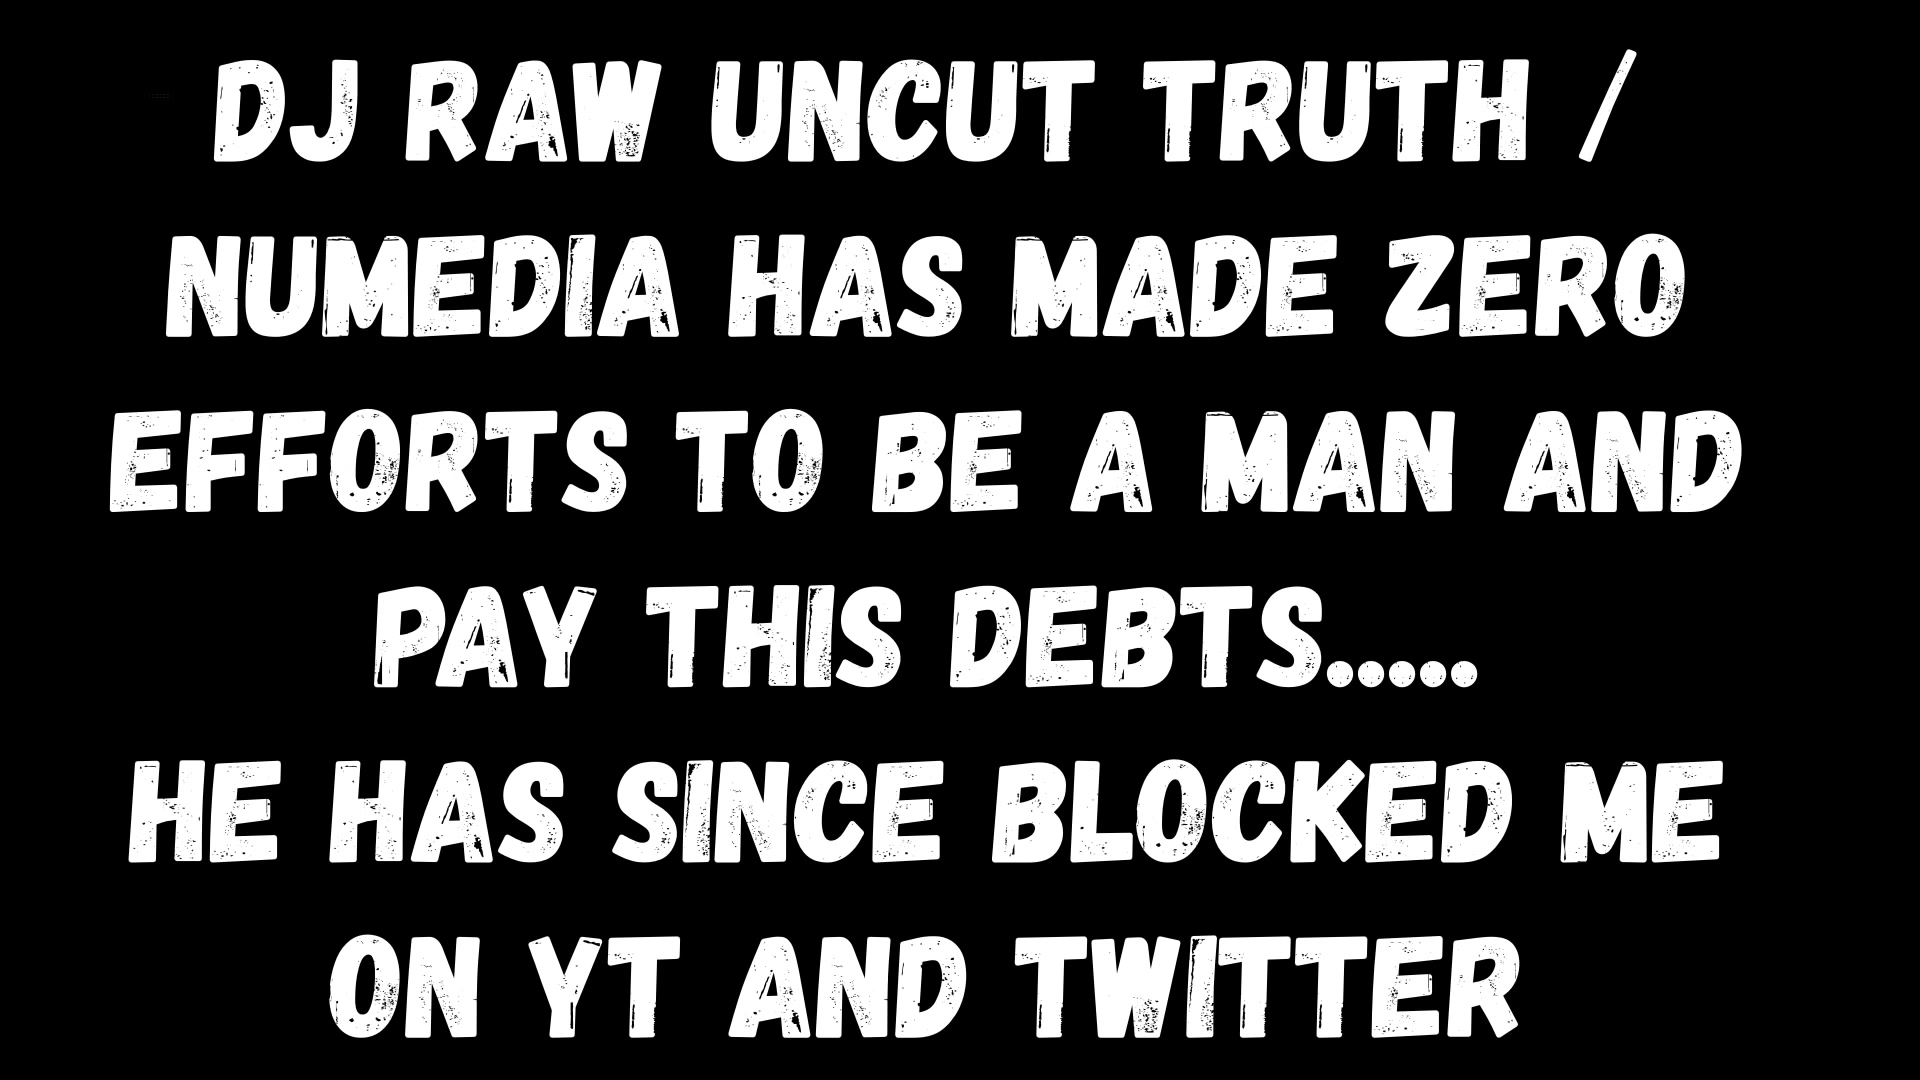 DJ RAW UNCUT TRUTH /
NUMEDIA HAS MADE ZERO
EFFORTS TO BE A MAN AND
PAY THIS DEBTS.....
HE HAS SINCE BLOCKED ME
ON YT AND TWITTER